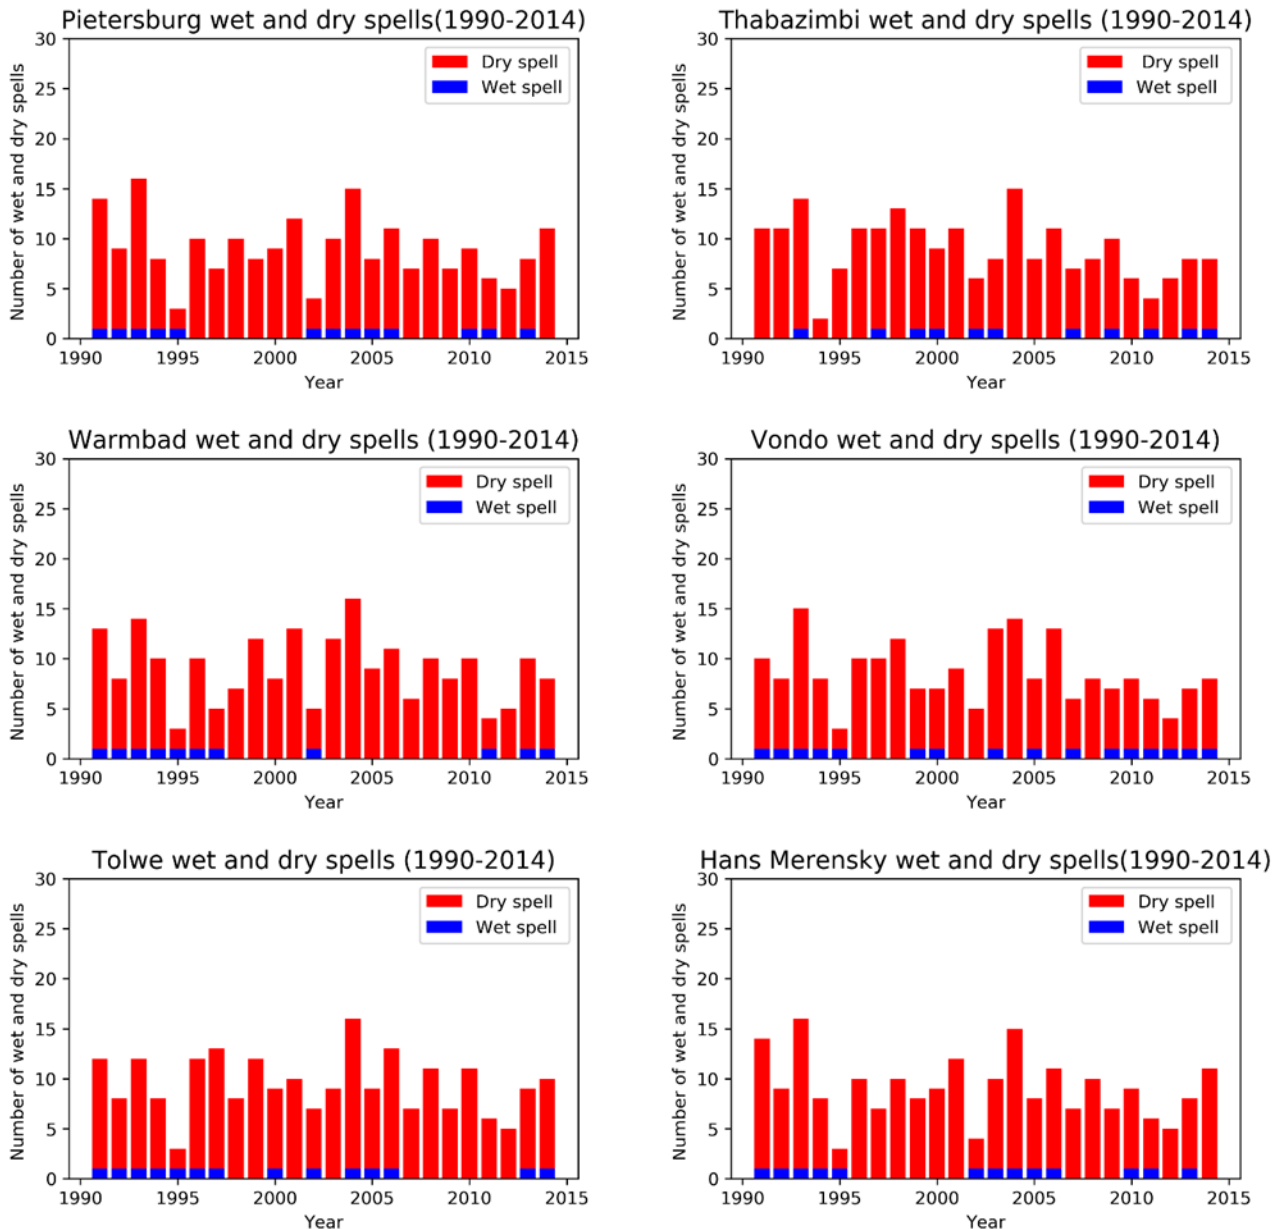 Pietersburg wet and dry spells(1990-2014)
30
25
20
15
10
5
0
Number of wet and dry spells
Dry spell
Wet spell
1990 1995 2000 2005 2010 2015
Year
Thabazimbi wet and dry spells (1990-2014)
30
25
20
15
10
5
0
Number of wet and dry spells
Dry spell
Wet spell
1990 1995 2000 2005 2010 2015
Year
Warmbad wet and dry spells (1990-2014)
30
25
20
15
10
5
0
Number of wet and dry spells
Dry spell
Wet spell
1990 1995 2000 2005 2010 2015
Year
Vondo wet and dry spells (1990-2014)
30
25
20
15
10
5
0
Number of wet and dry spells
Dry spell
Wet spell
1990 1995 2000 2005 2010 2015
Year
Tolwe wet and dry spells (1990-2014)
30
25
20
15
10
5
0
Number of wet and dry spells
Dry spell
Wet spell
1990 1995 2000 2005 2010 2015
Year
Hans Merensky wet and dry spells(1990-2014)
30
25
20
15
10
5
0
Number of wet and dry spells
Dry spell
Wet spell
1990 1995 2000 2005 2010 2015
Year